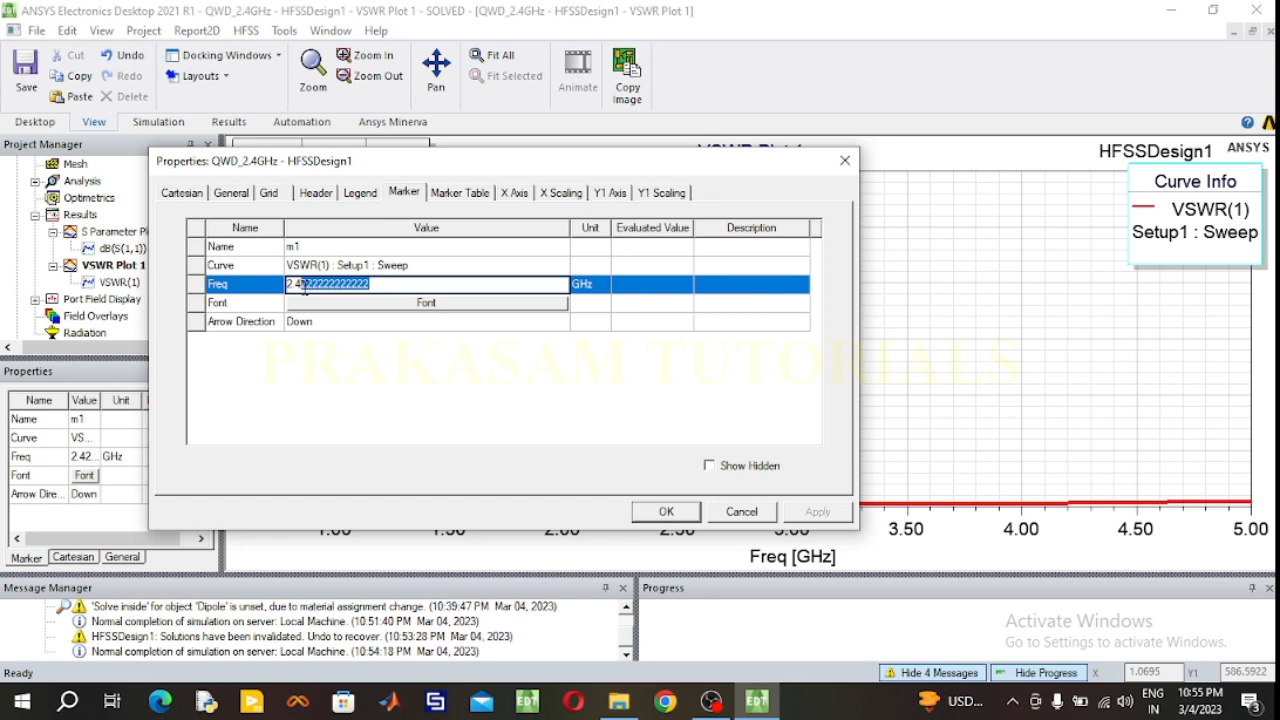 ANSYS Electronics Desktop 2021 R1 - QWD_2.4GHz - HFSSDesign1 - VSWR Plot 1 - SOLVED - [QWD_2.4GHz - HFSSDesign1 - VSWR Plot 1]
File Edit View Project Report2D HFSS Tools Window Help
Save
Cut
Copy
Paste
Undo
Redo
Delete
Docking Windows
Layouts
Zoom
Zoom In
Zoom Out
Pan
Fit All
Fit Selected
Animate
Copy
Image
Desktop View Simulation Results Automation Ansys Minerva
Project Manager
Mesh
Analysis
Optimetrics
Results
S Parameter Pl
dB(S(1,1))
VSWR Plot 1
VSWR(1)
Port Field Display
Field Overlays
Radiation
Properties
Name Value Unit
Name m1
Curve VS...
Freq 2.42... GHz
Font Font
Arrow Dire... Down
Marker Cartesian General
Properties: QWD_2.4GHz - HFSSDesign1
Cartesian General Grid Header Legend Marker Marker Table X Axis X Scaling Y1 Axis Y1 Scaling
Name Value Unit Evaluated Value Description
Name m1
Curve VSWR(1) : Setup1 : Sweep
Freq GHz
Font Font
Arrow Direction Down
PRAKASAM TUTORIALS
Show Hidden
OK Cancel Apply
HFSSDesign1 ANSYS
Curve Info
VSWR(1)
Setup1 : Sweep
3.50 4.00 4.50 5.00
Freq [GHz]
Message Manager
'Solve inside' for object 'Dipole' is unset, due to material assignment change. (10:39:47 PM Mar 04, 2023)
Normal completion of simulation on server: Local Machine. (10:51:40 PM Mar 04, 2023)
HFSSDesign1: Solutions have been invalidated. Undo to recover. (10:53:28 PM Mar 04, 2023)
Normal completion of simulation on server: Local Machine. (10:54:18 PM Mar 04, 2023)
Progress
Activate Windows
Go to Settings to activate Windows.
Ready
Hide 4 Messages Hide Progress X 1.0695 Y1 586.5922
EDT EDT
USD...
ENG
IN
10:55 PM
3/4/2023
3